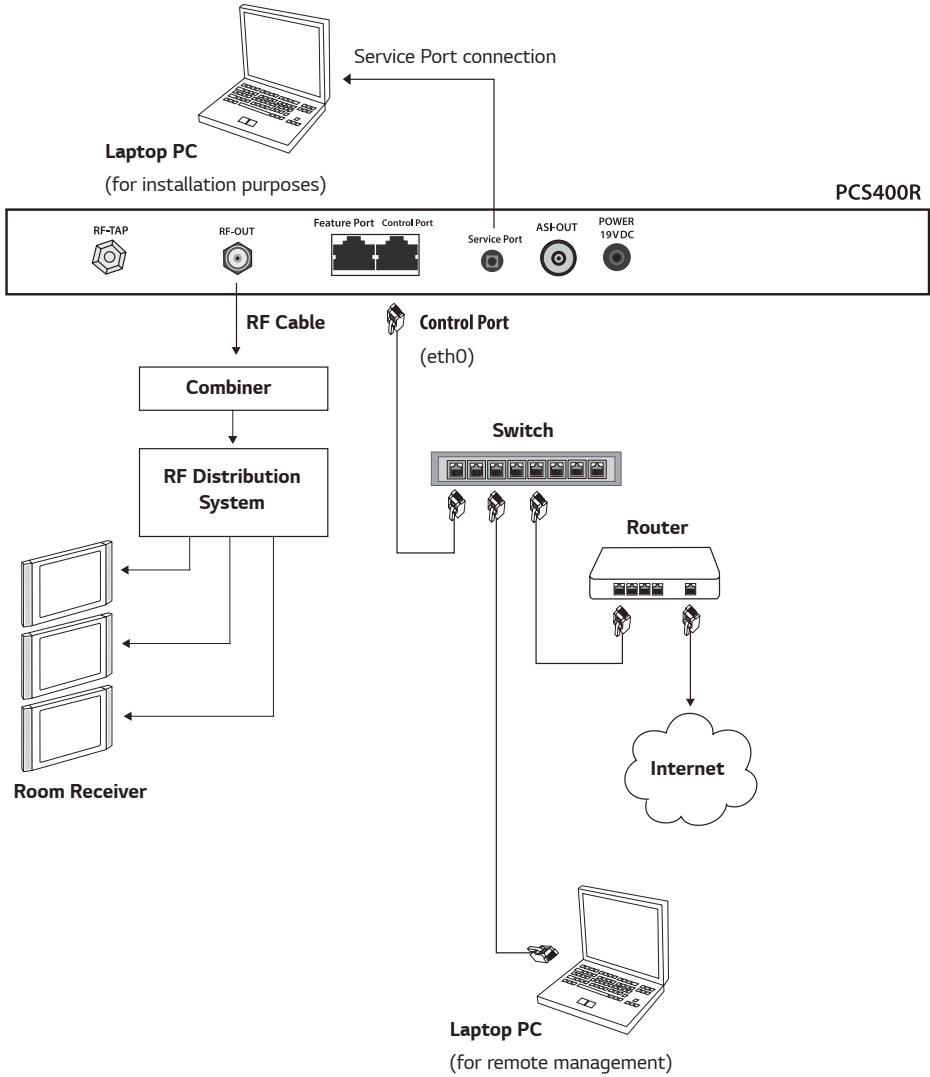 Service Port connection
Laptop PC
(for installation purposes)
PCS400R
RF-TAP
RF-OUT
Feature Port
Control Port
Service Port
ASI-OUT
POWER
19V DC
RF Cable
Control Port
(eth0)
Combiner
Switch
RF Distribution
System
Router
Room Receiver
Internet
Laptop PC
(for remote management)